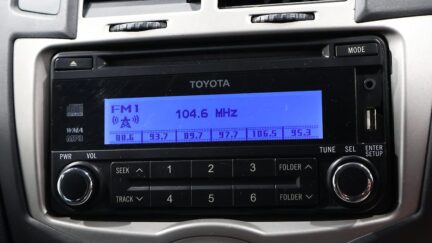 MODE
TOYOTA
FM1
104.6 MHz
88.6 93.7 89.7 97.7 106.5 95.3
WMA
MP3
PWR VOL
SEEK 1 2 3 FOLDER
TRACK 4 5 6 FOLDER
TUNE SEL
ENTER
SETUP